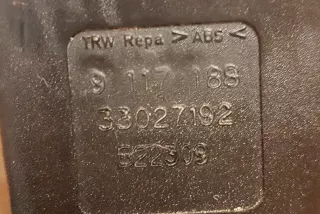 TRW Repa > ABS <
9 117 188
33027192
B22309